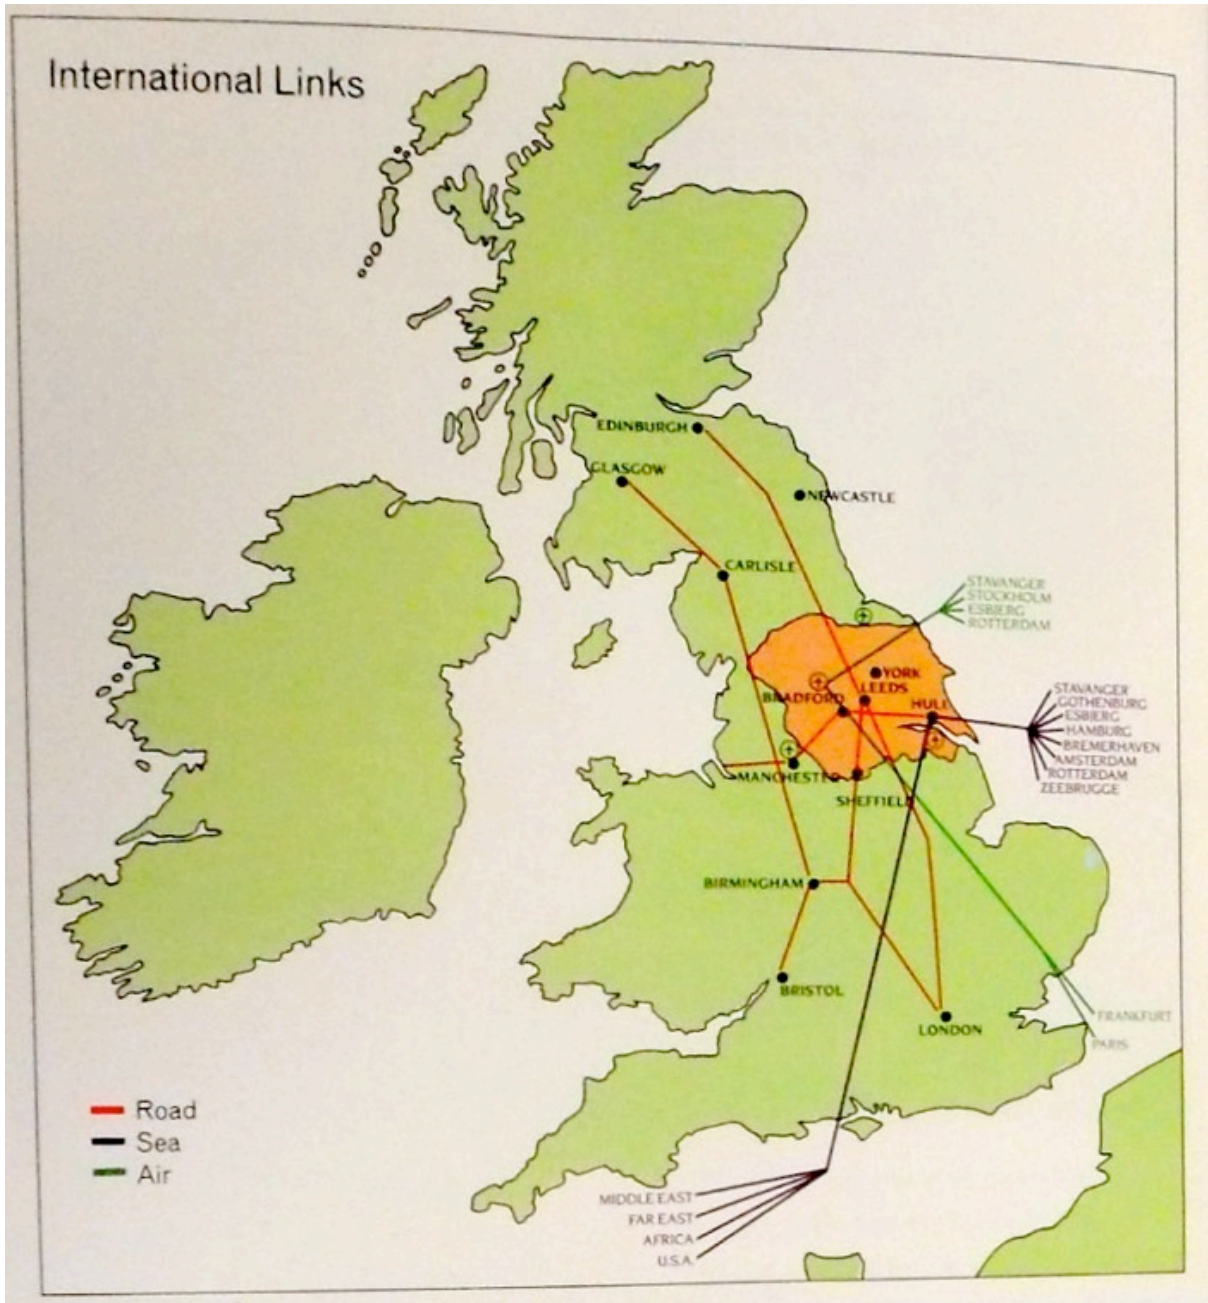 International Links
EDINBURGH
GLASGOW
NEWCASTLE
CARLISLE
STAVANGER
STOCKHOLM
ESBJERG
ROTTERDAM
YORK
LEEDS
BRADFORD
HULL
STAVANGER
GOTHENBURG
ESBJERG
HAMBURG
BREMERHAVEN
AMSTERDAM
ROTTERDAM
ZEEBRUGGE
MANCHESTER
SHEFFIELD
BIRMINGHAM
BRISTOL
LONDON
FRANKFURT
PARIS
Road
Sea
Air
MIDDLE EAST
FAR EAST
AFRICA
U.S.A.